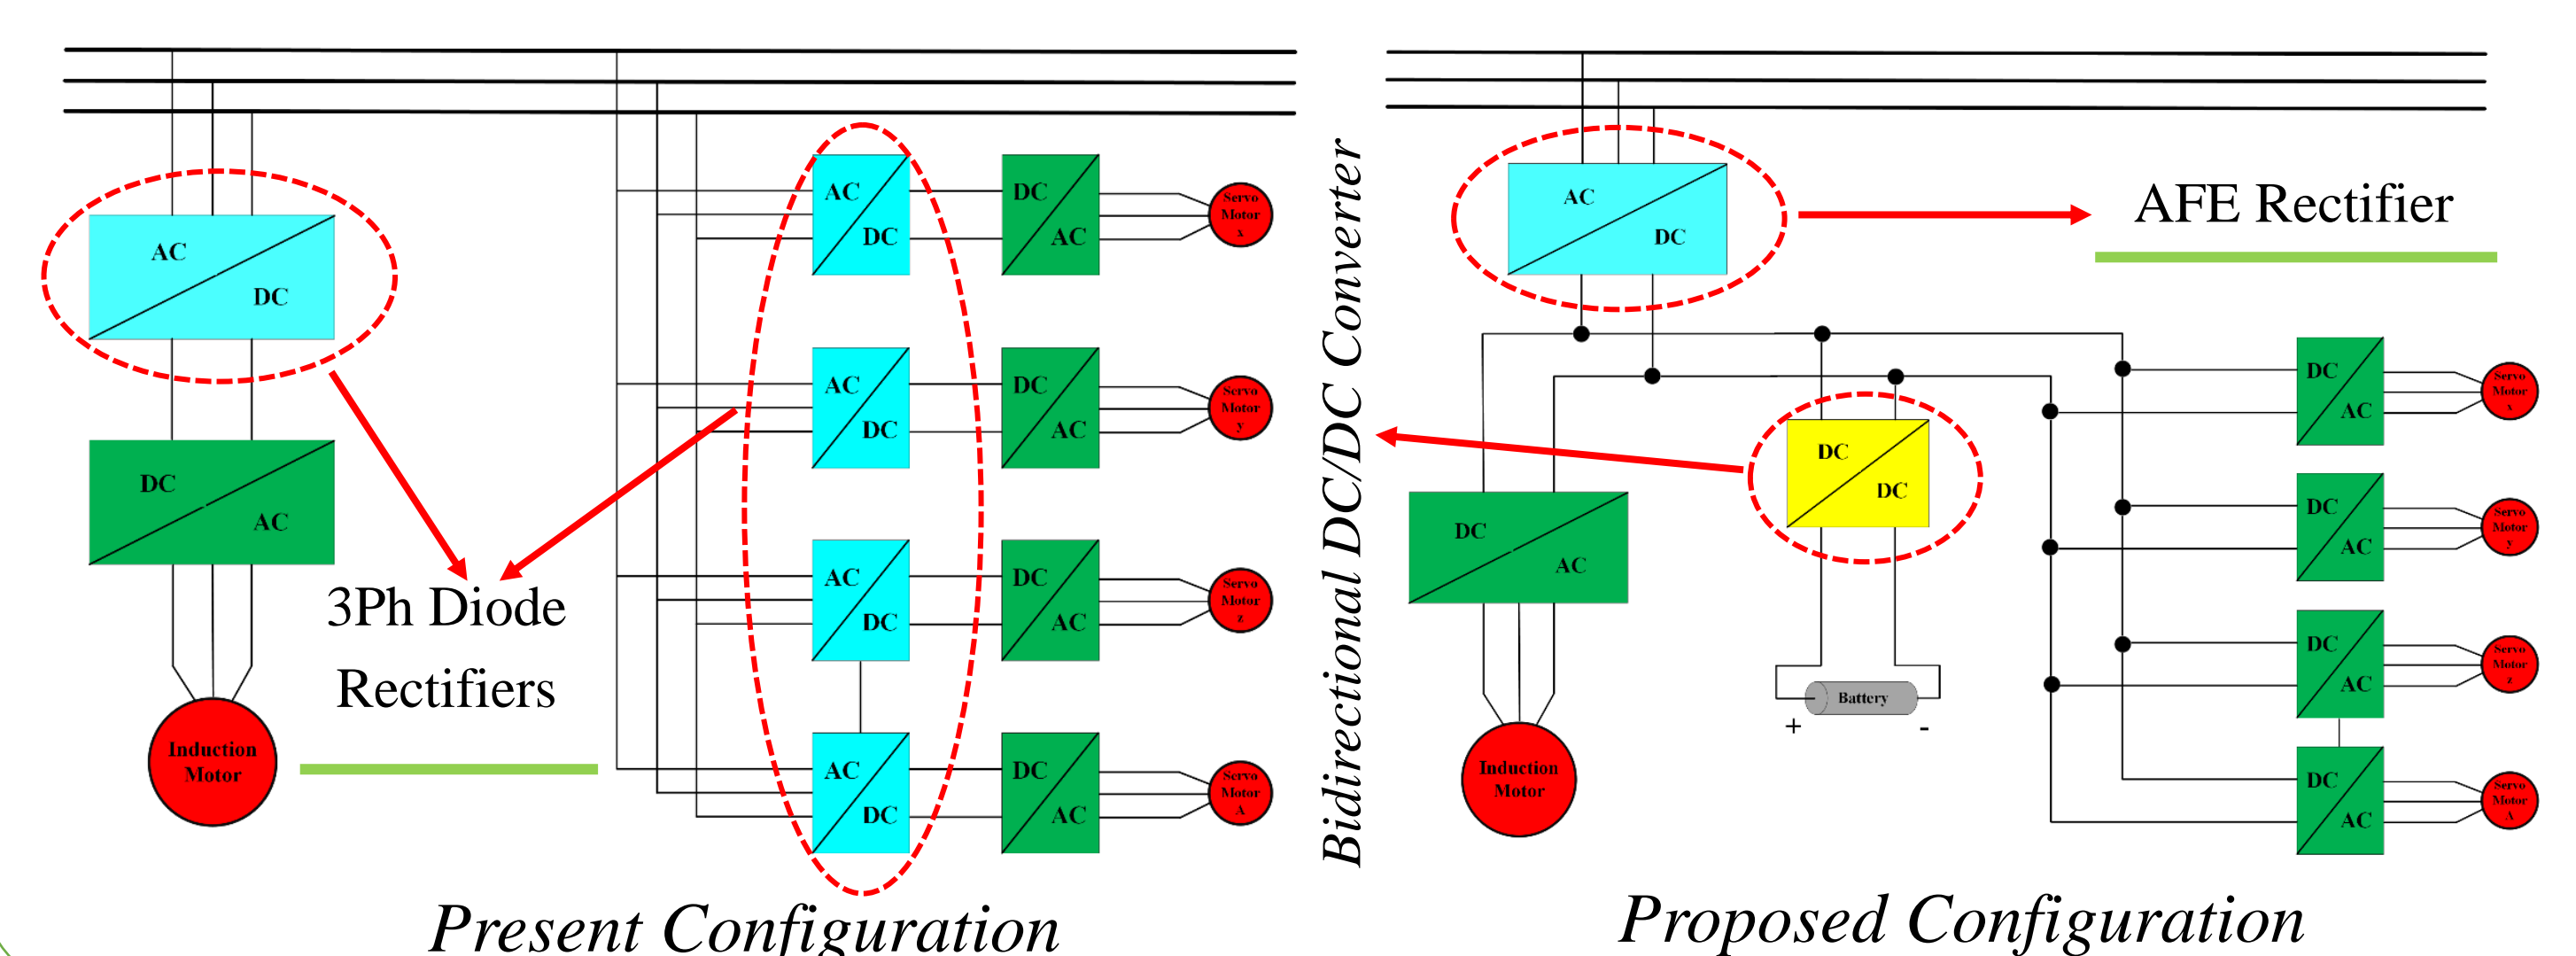 AC
DC
DC
AC
Induction
Motor
3Ph Diode
Rectifiers
AC
DC
DC
AC
Servo
Motor
x
AC
DC
DC
AC
Servo
Motor
y
AC
DC
DC
AC
Servo
Motor
z
AC
DC
DC
AC
Servo
Motor
A
Present Configuration
Bidirectional DC/DC Converter
AC
DC
AFE Rectifier
DC
AC
Induction
Motor
DC
DC
Battery
+
-
DC
AC
Servo
Motor
x
DC
AC
Servo
Motor
y
DC
AC
Servo
Motor
z
DC
AC
Servo
Motor
A
Proposed Configuration